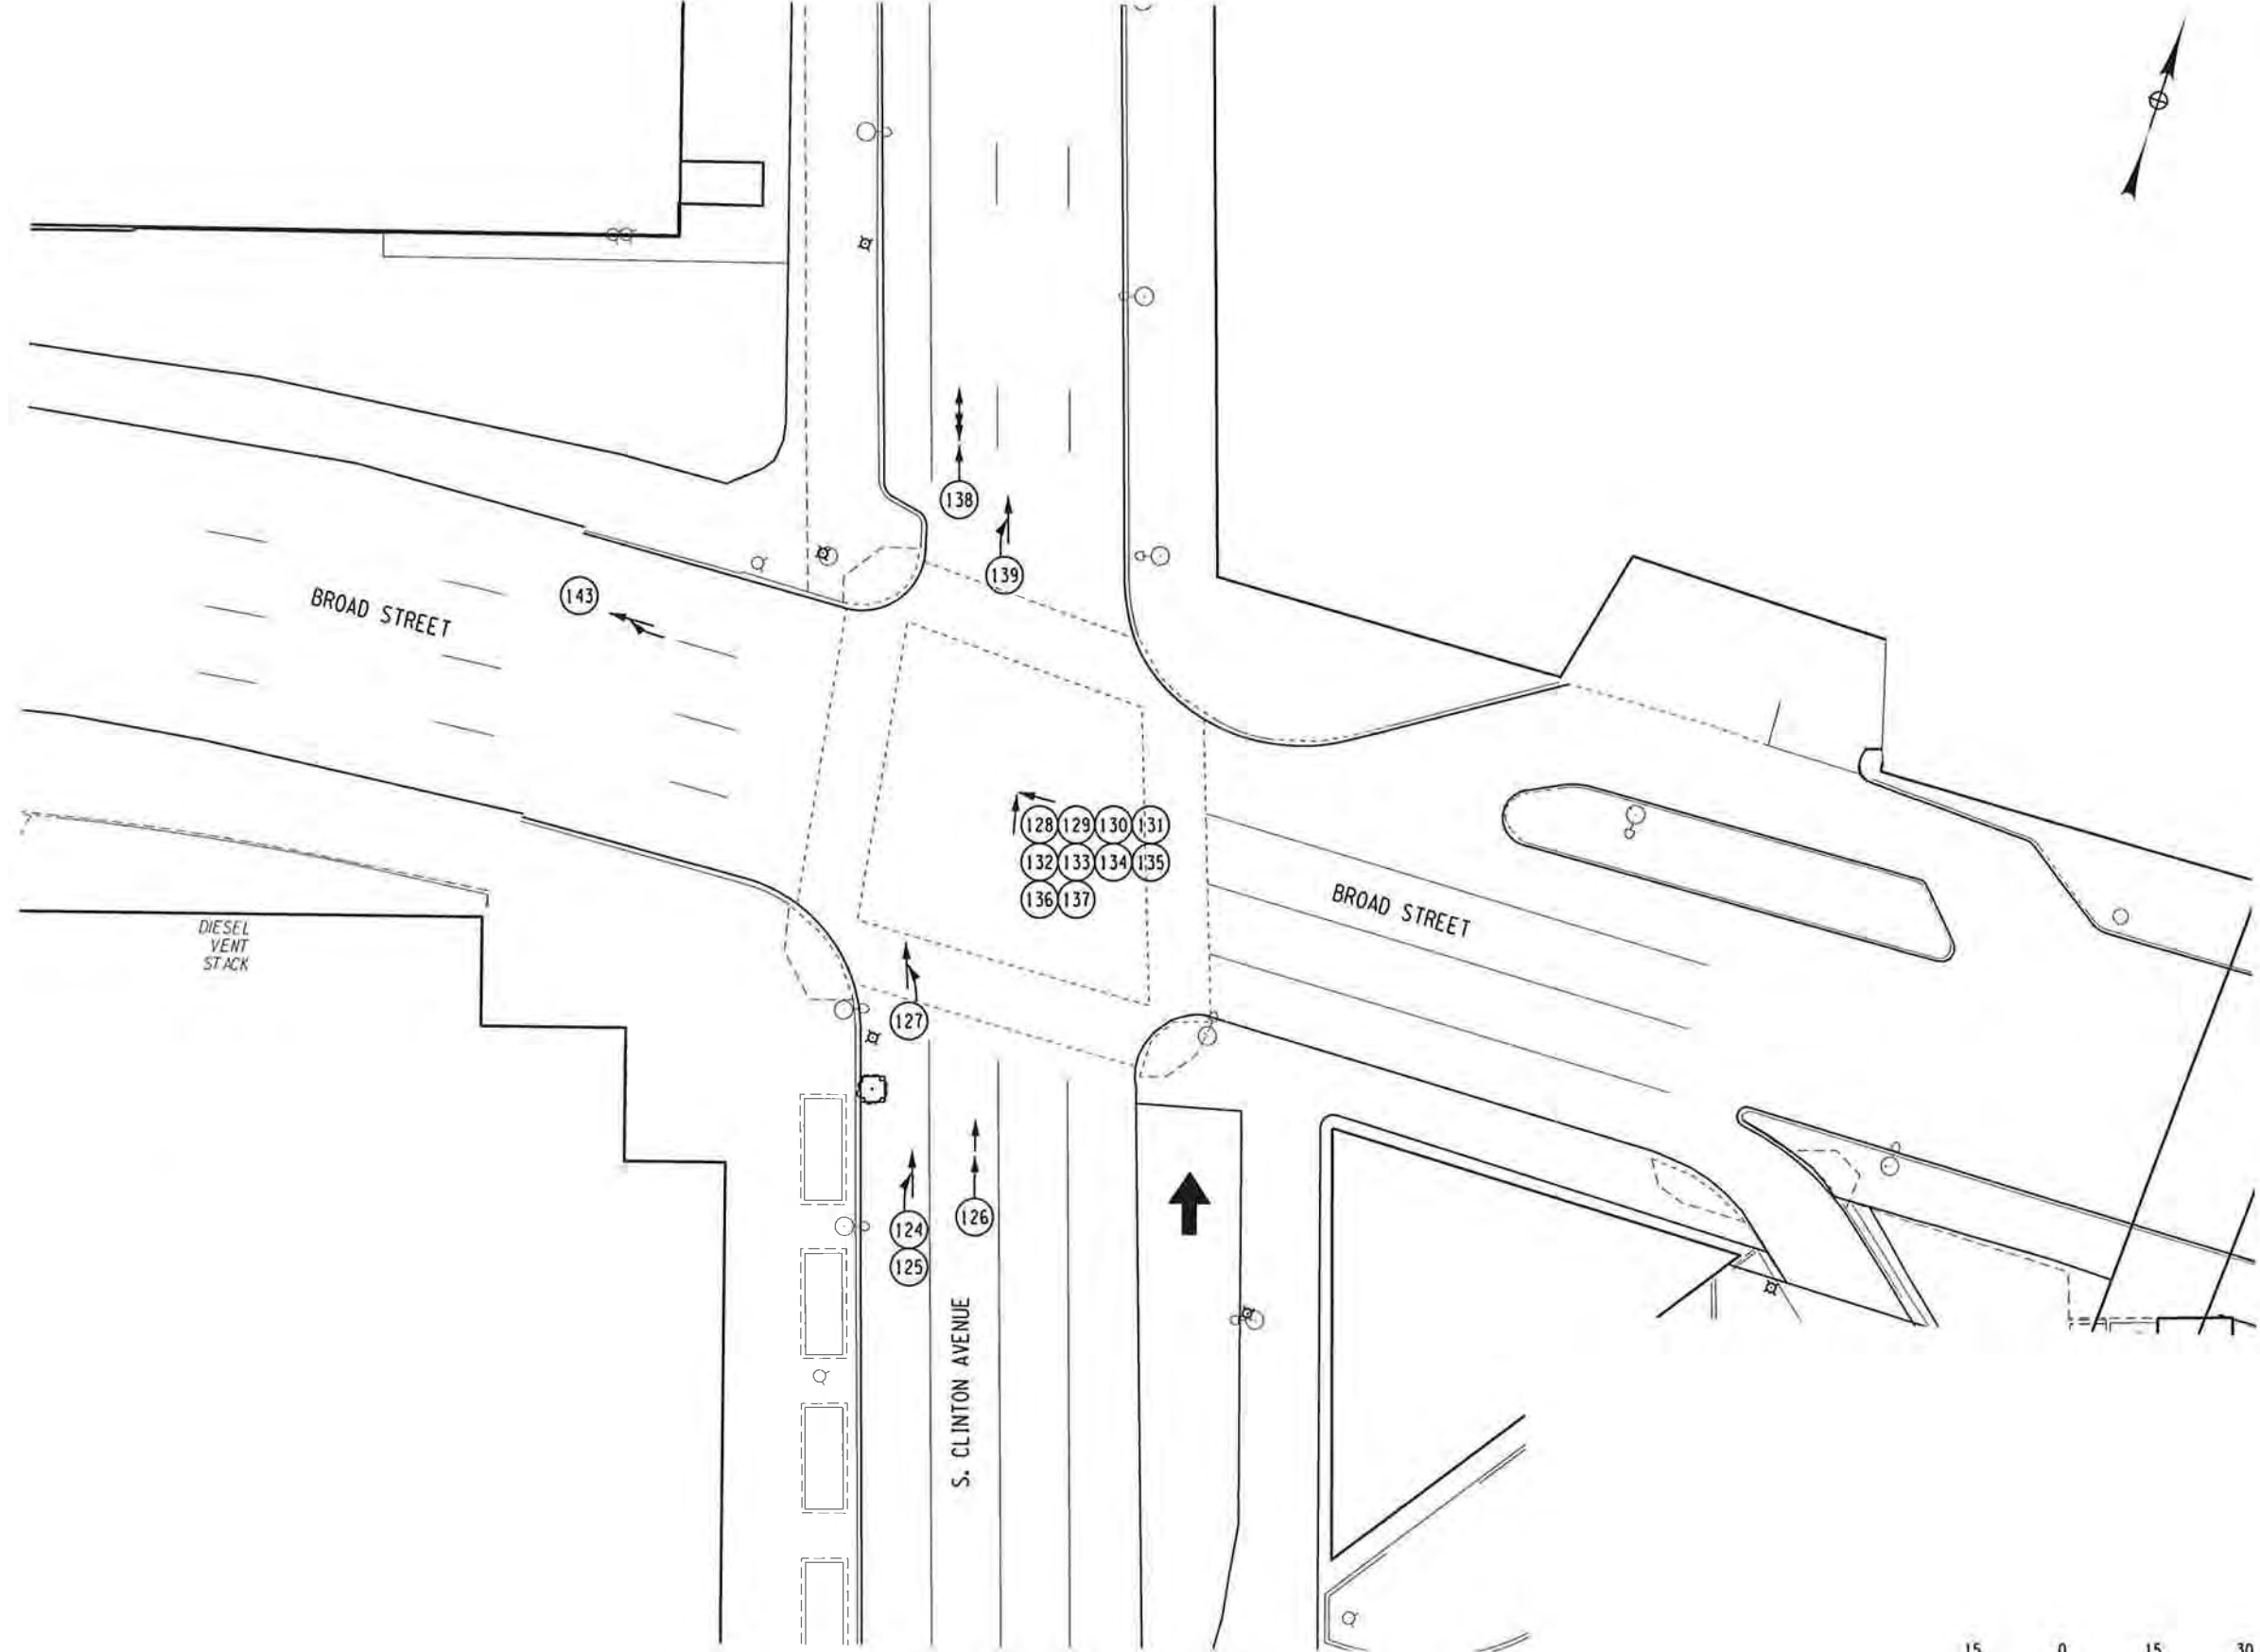 138
139
143
BROAD STREET
128 129 130 131
132 133 134 135
136 137
BROAD STREET
DIESEL
VENT
STACK
127
124
125
126
S. CLINTON AVENUE
15 0 15 30